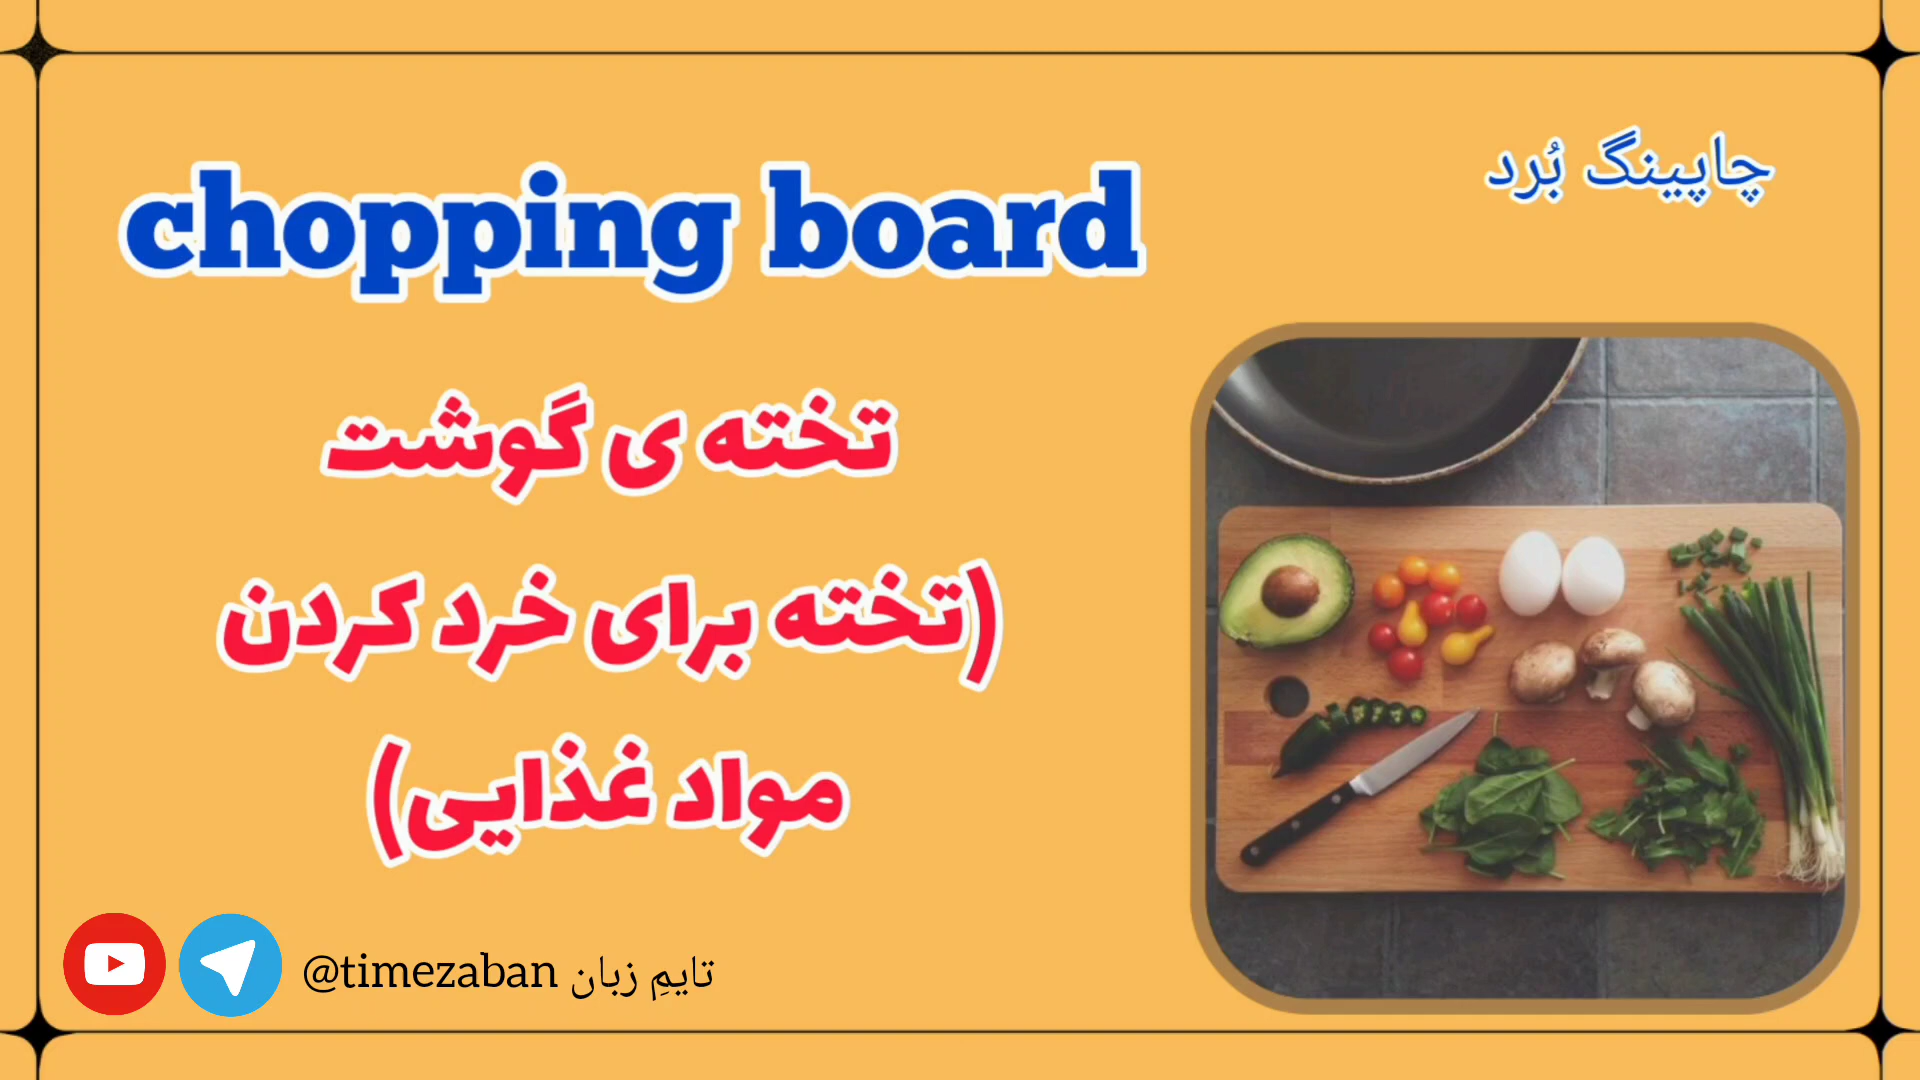 chopping board
چاپینگ بُرد
تخته ی گوشت
(تخته برای خرد کردن
مواد غذایی)
@timezaban تایمِ زبان